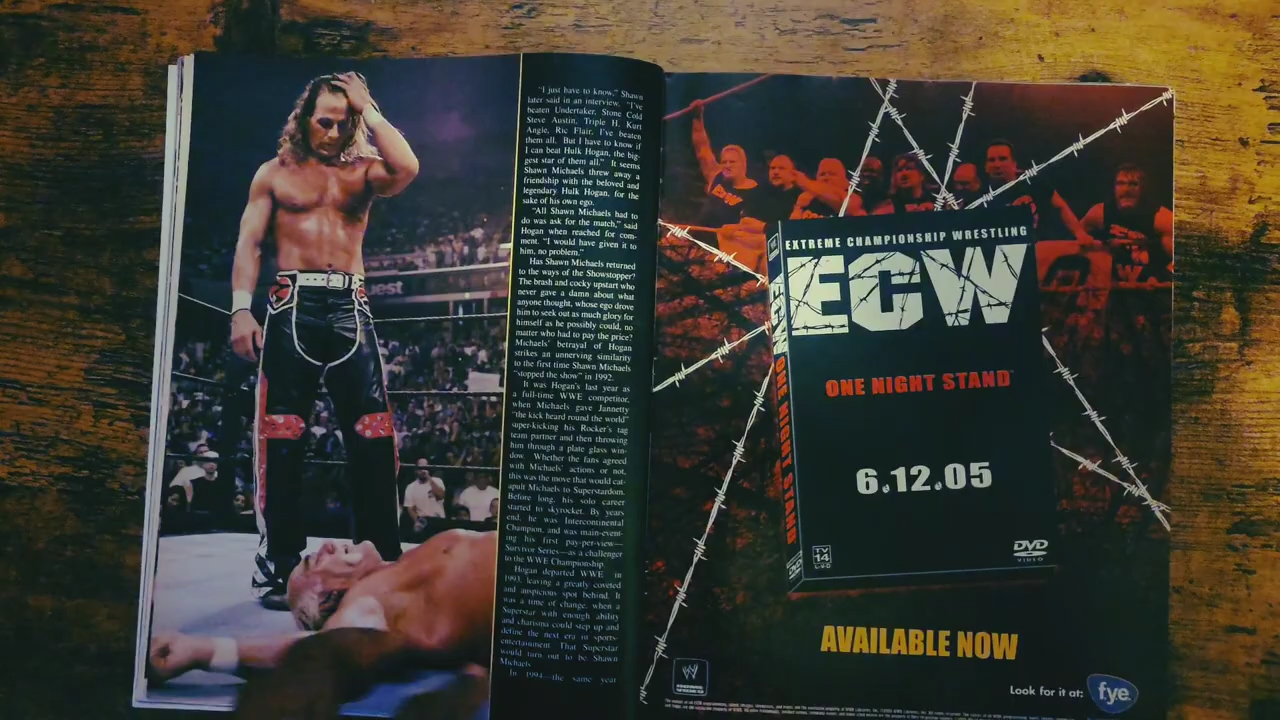 "I just have to know," Shawn
later said in an interview, "I've
beaten Undertaker, Stone Cold
Steve Austin, Triple H, Kurt
Angle, Ric Flair, I've beaten
them all. But I have to know if
I can beat Hulk Hogan, the big-
gest star of them all." It seems
Shawn Michaels threw away a
friendship with the beloved and
legendary Hulk Hogan, for the
sake of his own ego.
"All Shawn Michaels had to
do was ask for the match," said
Hogan when reached for com-
ment. "I would have given it to
him, no problem."
Has Shawn Michaels returned
to the ways of the Showstopper?
The brash and cocky upstart who
never gave a damn about what
anyone thought, whose ego drove
him to seek out as much glory for
himself as he possibly could, no
matter who had to pay the price?
Michaels' betrayal of Hogan
strikes an unnerving similarity
to the first time Shawn Michaels
"stopped the show" in 1992.
It was Hogan's last year as
a full-time WWE competitor,
when Michaels gave Jannetty
"the kick heard round the world"
super-kicking his Rocker's tag
team partner and then throwing
him through a plate glass win-
dow. Whether the fans agreed
with Michaels' actions or not,
this was the move that would cat-
apult Michaels to Superstardom.
Before long, his solo career
started to skyrocket. By years
end, he was Intercontinental
Champion, and was main-event-
ing his first pay-per-view—
Survivor Series—as a challenger
to the WWE Championship.
Hogan departed WWE in
1993, leaving a greatly coveted
and auspicious spot behind. It
was a time of change, when a
Superstar with enough ability
and charisma could step up and
define the next era in sports-
entertainment. That Superstar
would turn out to be Shawn
Michaels.
In 1994—the same year
uest
EXTREME CHAMPIONSHIP WRESTLING
ECW
ONE NIGHT STAND
6.12.05
ECW ONE NIGHT STAND
TV
14
L-V-D
DVD
VIDEO
DVD
AVAILABLE NOW
Look for it at: fye